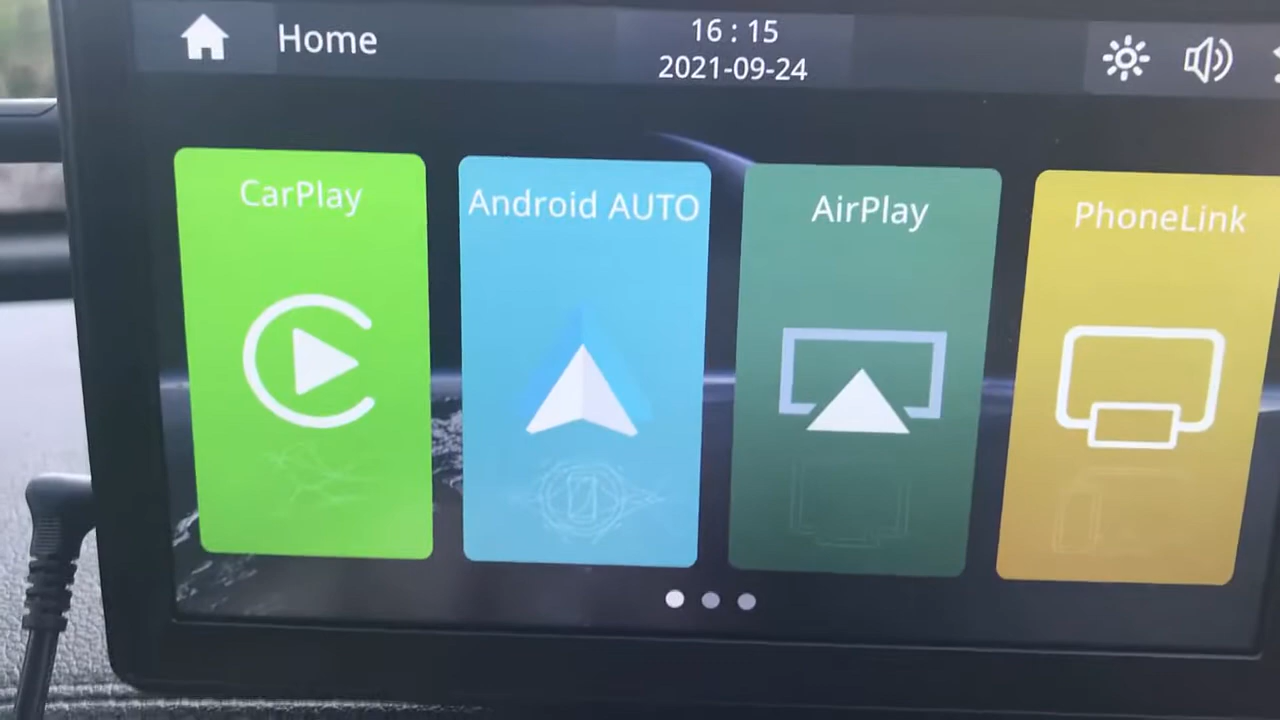 Home
16 : 15
2021-09-24
CarPlay
Android AUTO
AirPlay
PhoneLink